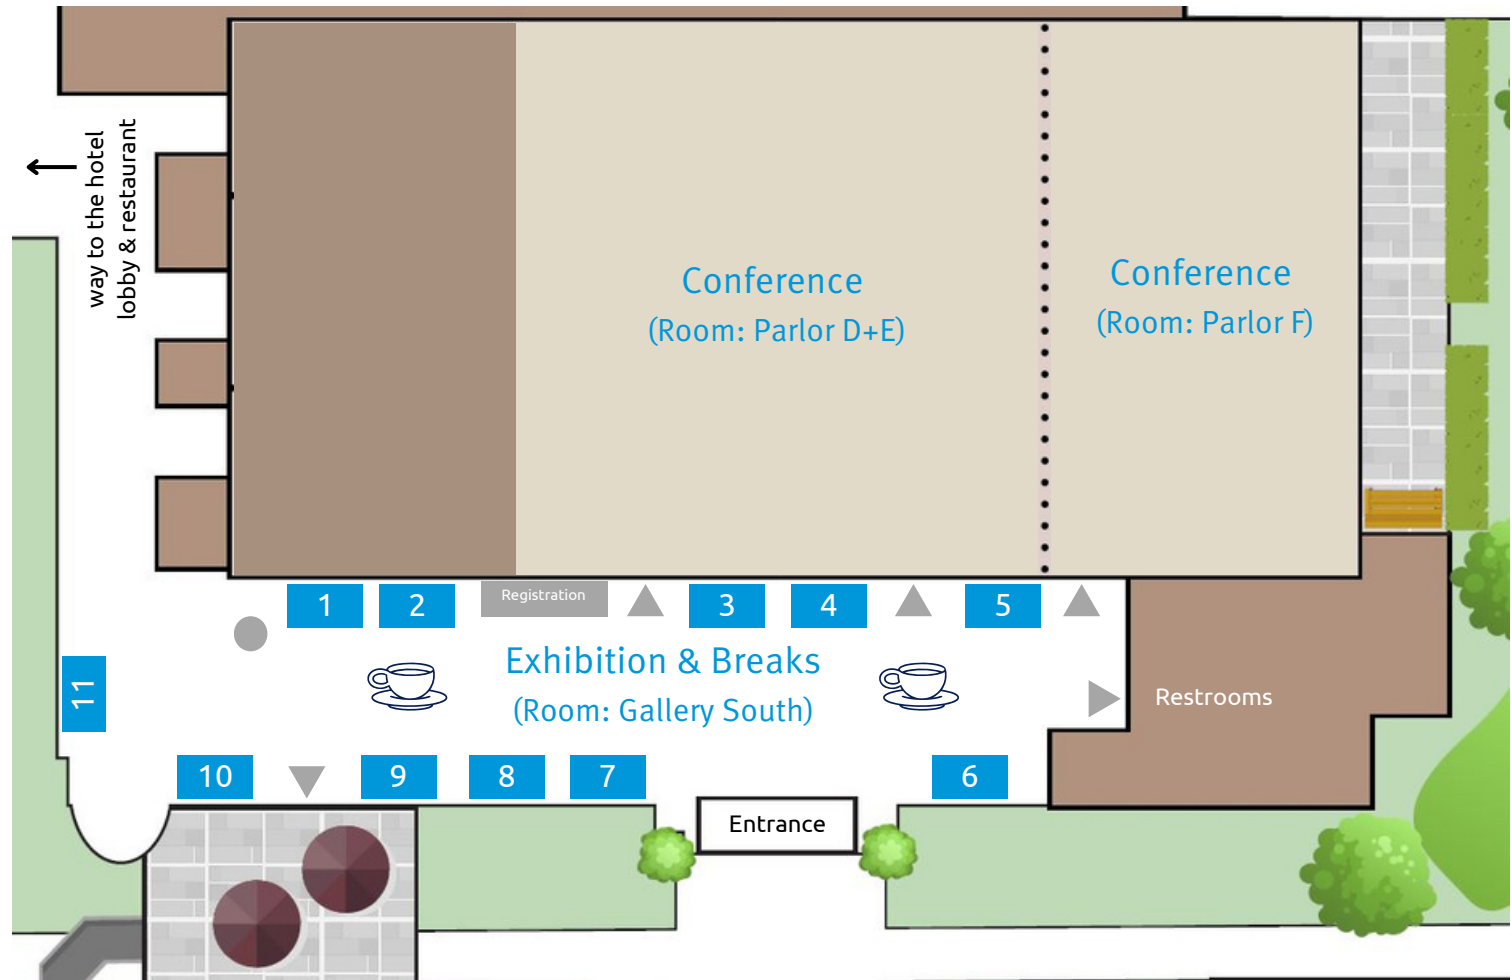 way to the hotel
lobby & restaurant
Conference
(Room: Parlor D+E)
Conference
(Room: Parlor F)
1
2
Registration
3
4
5
Exhibition & Breaks
(Room: Gallery South)
11
Restrooms
10
9
8
7
6
Entrance